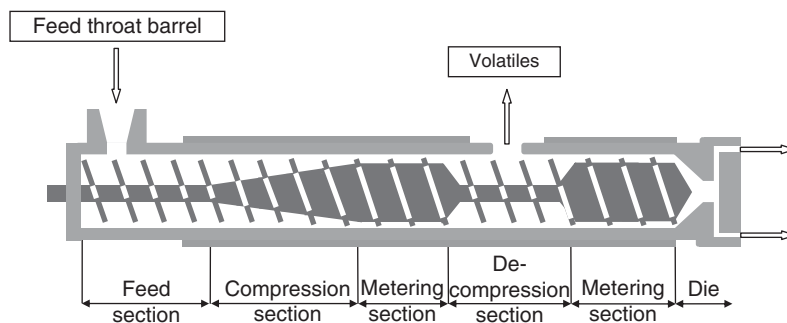 Feed throat barrel
Volatiles
Feed
section
Compression
section
Metering
section
De-
compression
section
Metering
section
Die